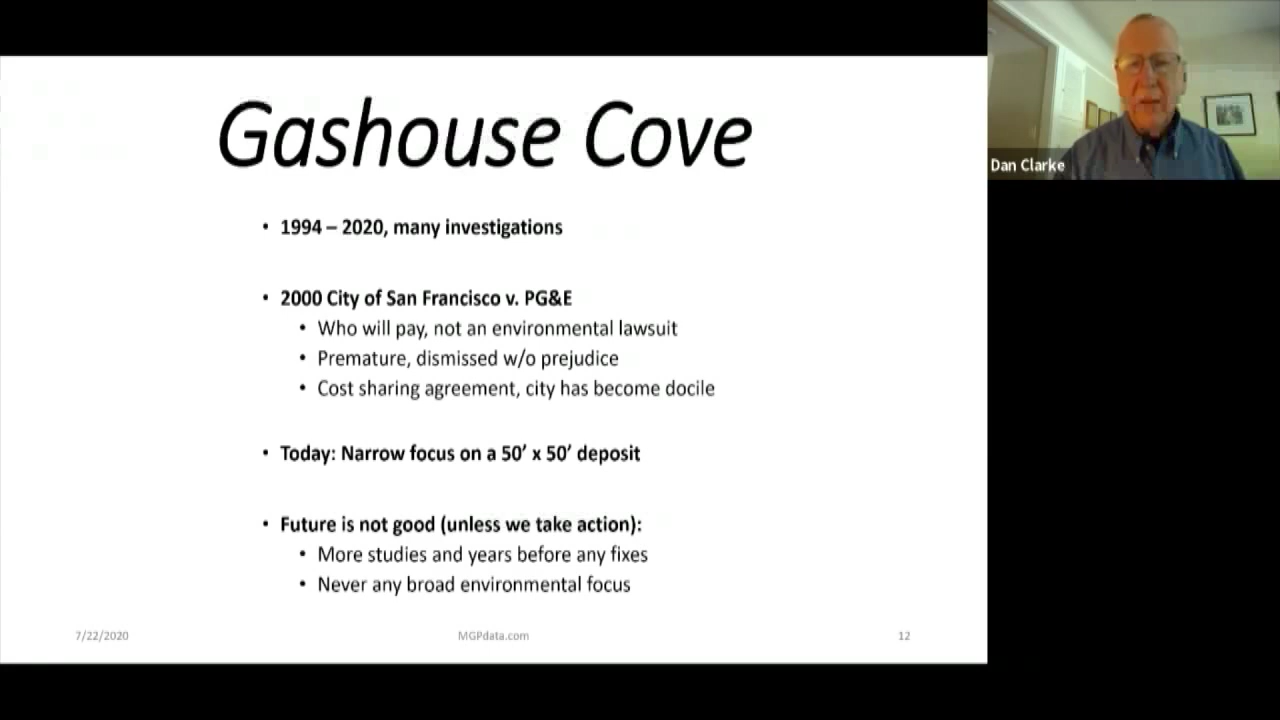 Gashouse Cove
• 1994 – 2020, many investigations
• 2000 City of San Francisco v. PG&E
• Who will pay, not an environmental lawsuit
• Premature, dismissed w/o prejudice
• Cost sharing agreement, city has become docile
• Today: Narrow focus on a 50′ x 50′ deposit
• Future is not good (unless we take action):
• More studies and years before any fixes
• Never any broad environmental focus
7/22/2020
MGPdata.com
12
Dan Clarke